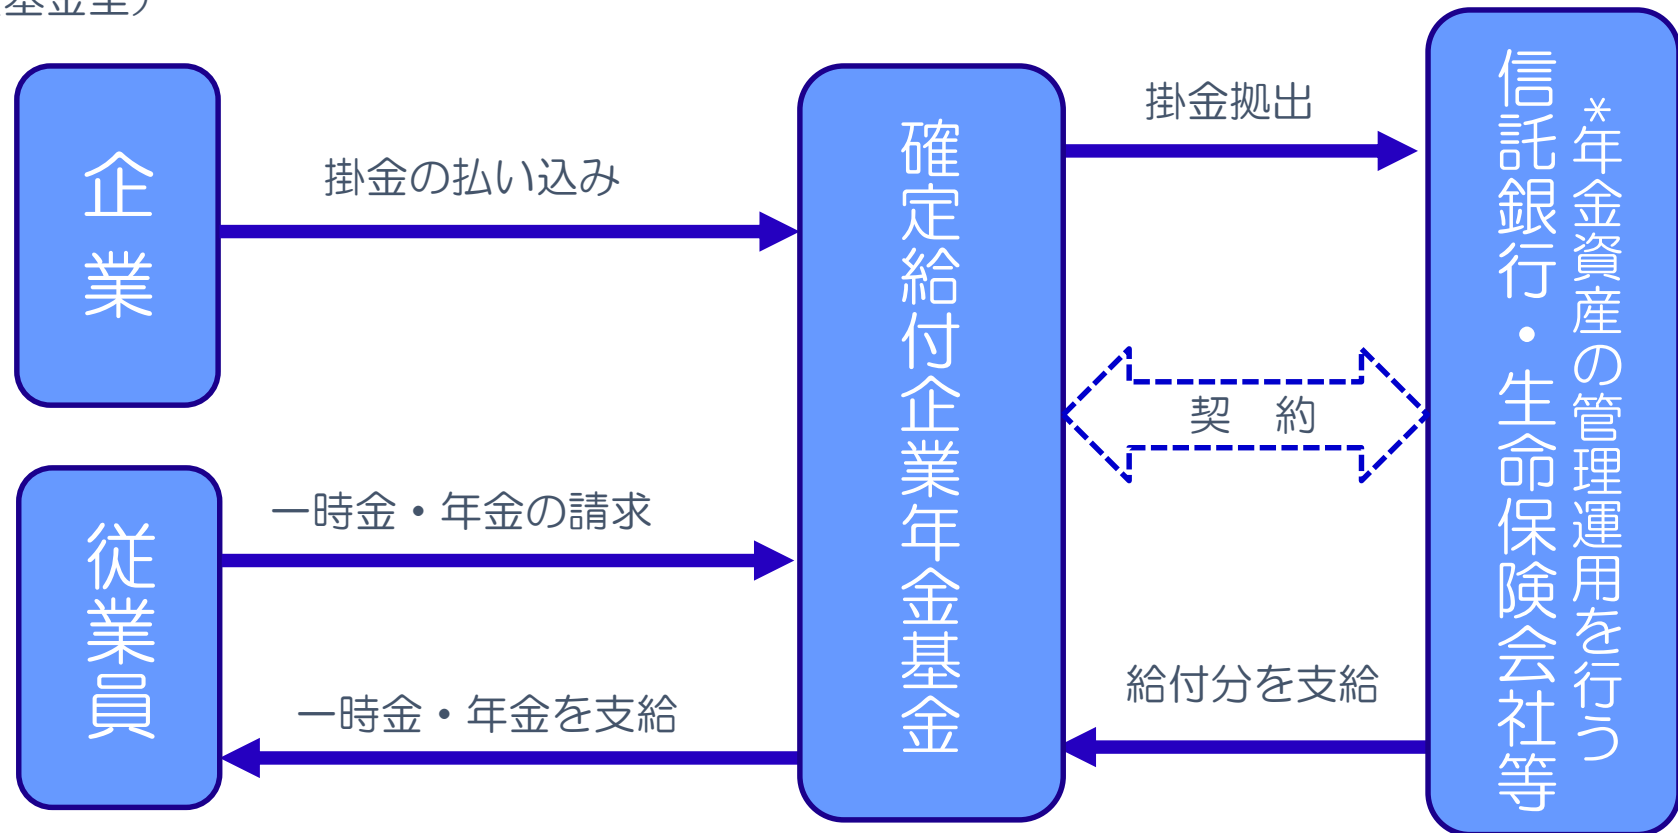 基金型）
企業
掛金の払い込み
従業員
一時金・年金の請求
一時金・年金を支給
確定給付企業年金基金
掛金拠出
契　約
給付分を支給
＊年金資産の管理運用を行う
信託銀行・生命保険会社等